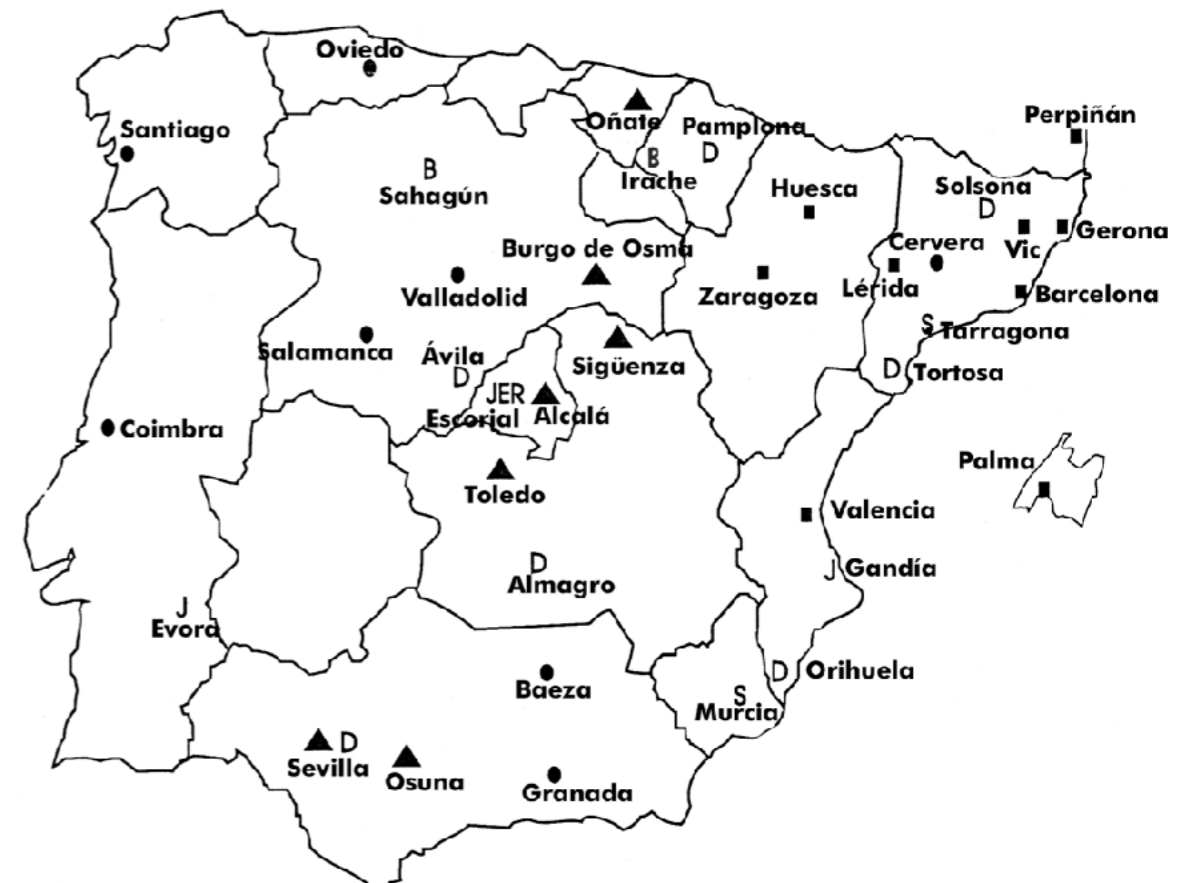 Oviedo
Santiago
Oñate
Pamplona
D
Perpiñán
B
Sahagún
B
Irache
Huesca
Solsona
D
Burgo de Osma
Cervera
Vic
Gerona
Valladolid
Zaragoza
Lérida
Barcelona
Salamanca
Ávila
D
Sigüenza
S Tarragona
D Tortosa
JER
Escorial
Alcalá
Coimbra
Toledo
Palma
Valencia
D
Almagro
J Gandía
J
Evora
Baeza
D Orihuela
S
Murcia
D
Sevilla
Osuna
Granada